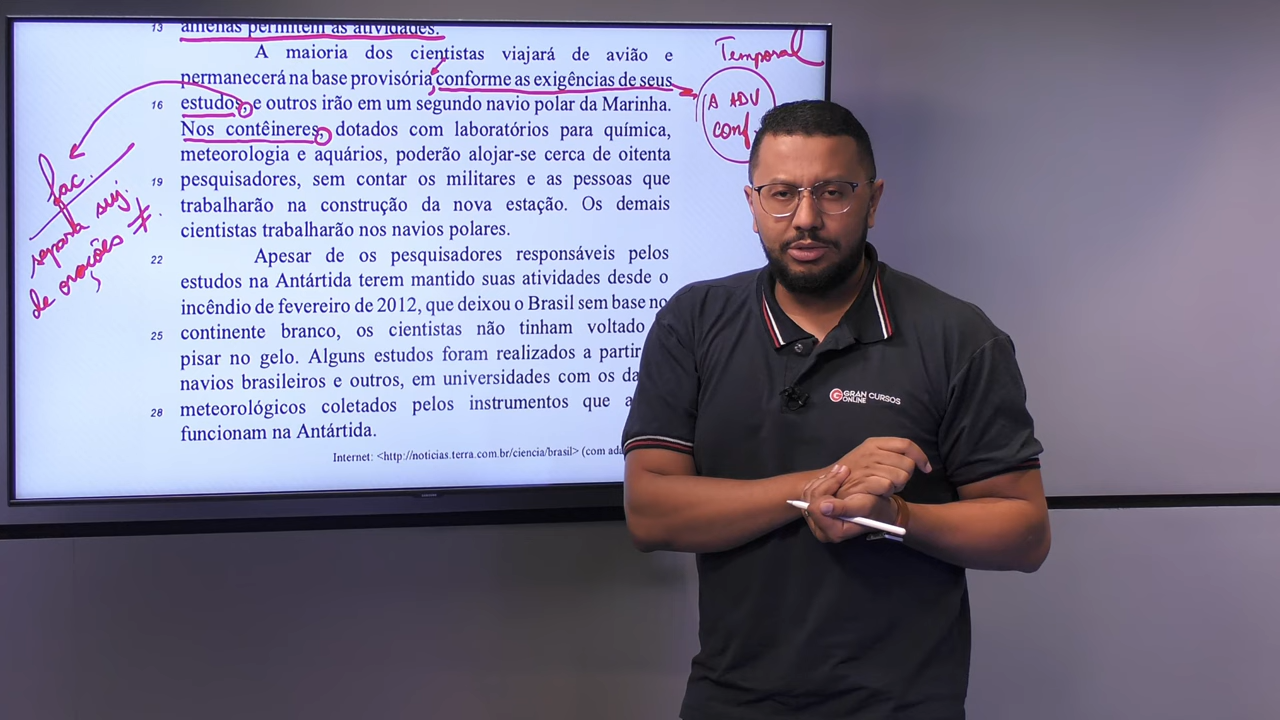 13 amenas permitem as atividades.
A maioria dos cientistas viajará de avião e
permanecerá na base provisória, conforme as exigências de seus
16 estudos, e outros irão em um segundo navio polar da Marinha.
Nos contêineres, dotados com laboratórios para química,
meteorologia e aquários, poderão alojar-se cerca de oitenta
19 pesquisadores, sem contar os militares e as pessoas que
trabalharão na construção da nova estação. Os demais
cientistas trabalharão nos navios polares.
22 Apesar de os pesquisadores responsáveis pelos
estudos na Antártida terem mantido suas atividades desde o
incêndio de fevereiro de 2012, que deixou o Brasil sem base no
25 continente branco, os cientistas não tinham voltado
pisar no gelo. Alguns estudos foram realizados a partir
navios brasileiros e outros, em universidades com os da
28 meteorológicos coletados pelos instrumentos que a
funcionam na Antártida.
Internet: <http://noticias.terra.com.br/ciencia/brasil> (com ada
Temporal
A ADV
conf.
fac.
separa suj.
de orações ≠.
GRAN CURSOS
ONLINE